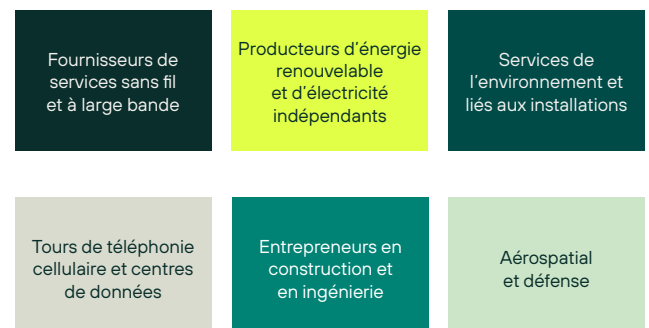 Fournisseurs de
services sans fil
et à large bande
Producteurs d’énergie
renouvelable
et d’électricité
indépendants
Services de
l’environnement et
liés aux installations
Tours de téléphonie
cellulaire et centres
de données
Entrepreneurs en
construction et
en ingénierie
Aérospatial
et défense